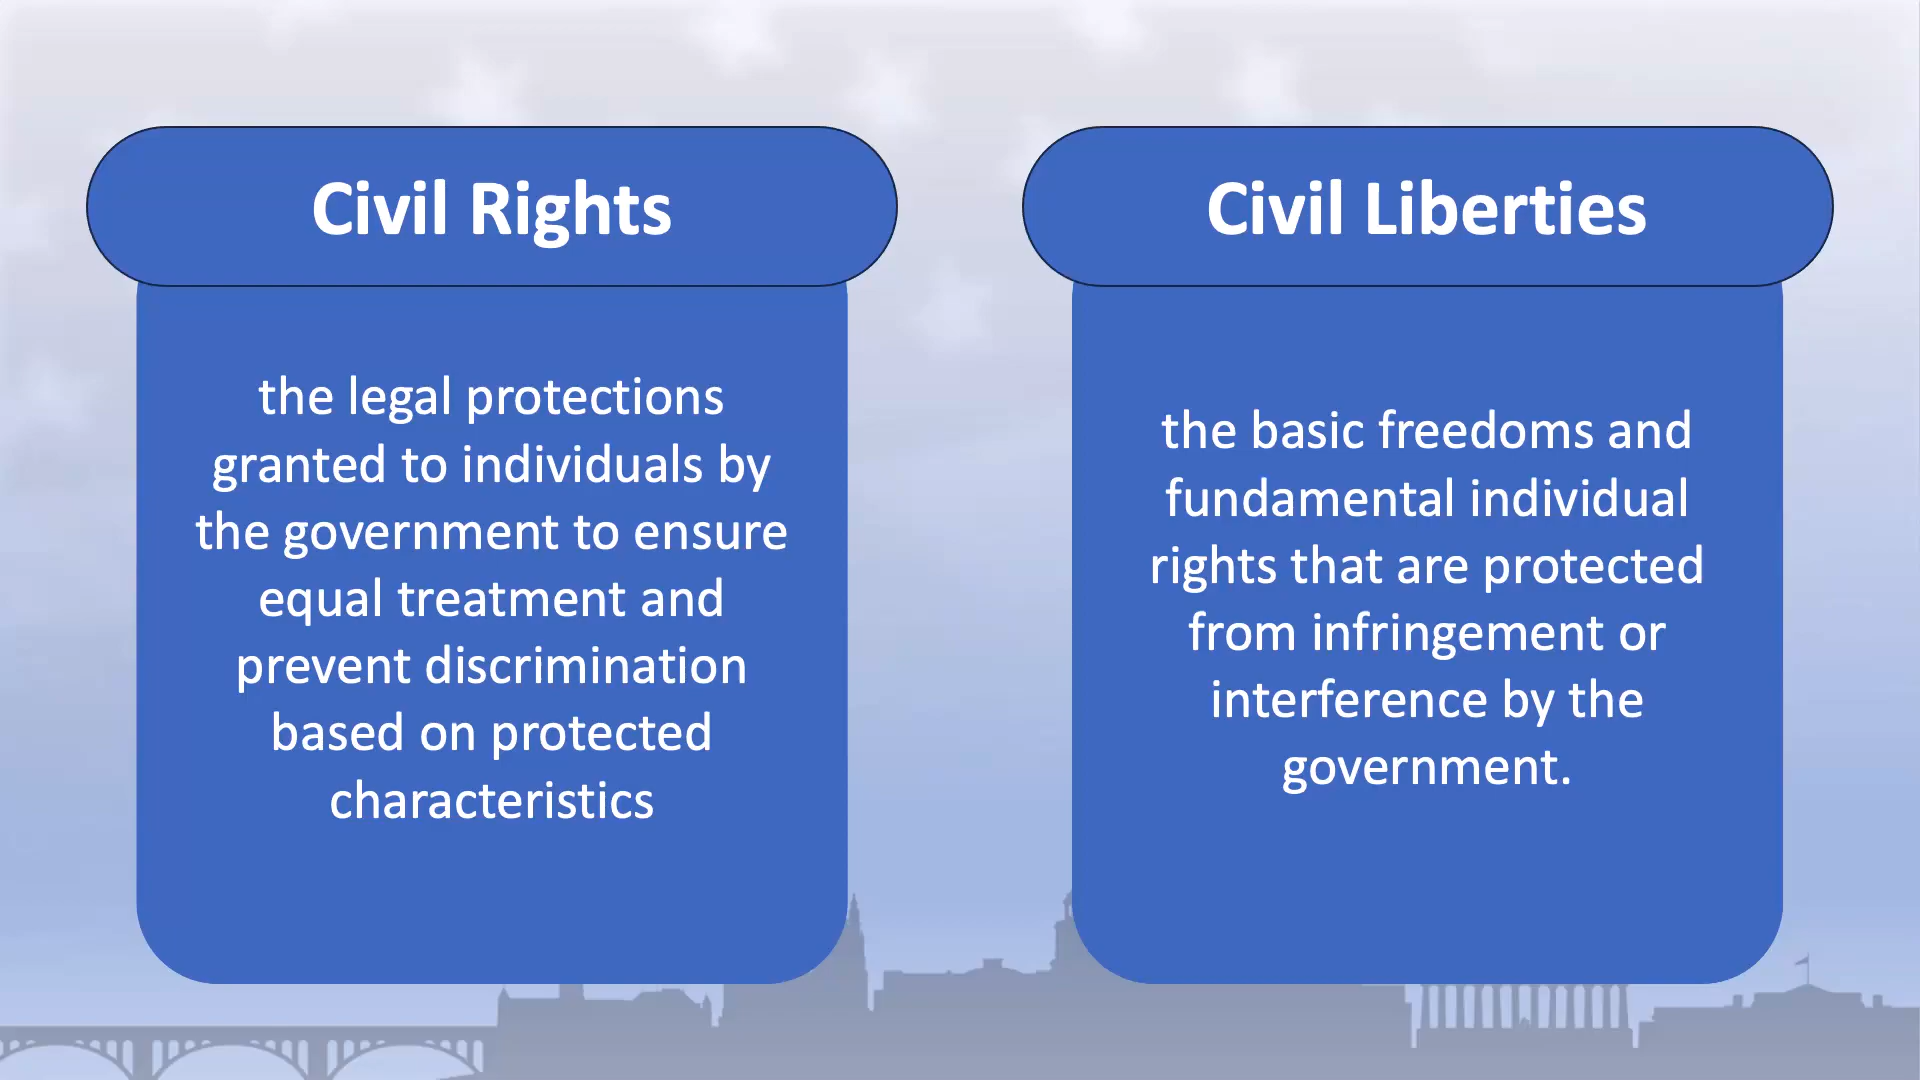 Civil Rights
the legal protections
granted to individuals by
the government to ensure
equal treatment and
prevent discrimination
based on protected
characteristics
Civil Liberties
the basic freedoms and
fundamental individual
rights that are protected
from infringement or
interference by the
government.